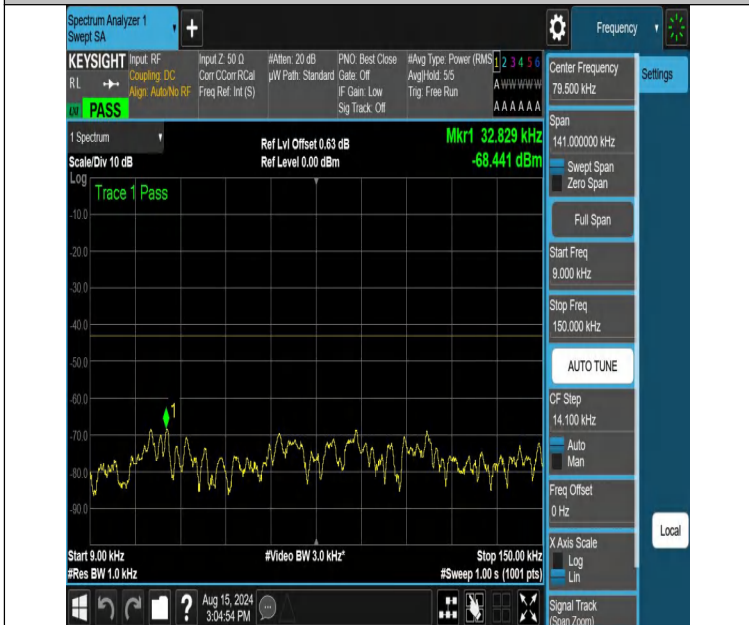 Spectrum Analyzer 1
Swept SA
+
Frequency
KEYSIGHT
Input: RF
Coupling: DC
Align: Auto/No RF
Input Z: 50 Ω
Corr CCorr RCal
Freq Ref: Int (S)
#Atten: 20 dB
µW Path: Standard
PNO: Best Close
Gate: Off
IF Gain: Low
Sig Track: Off
#Avg Type: Power (RMS
Avg|Hold: 5/5
Trig: Free Run
1 2 3 4 5 6
A W W W W W
A A A A A A
RL
PASS
1 Spectrum
Scale/Div 10 dB
Ref Lvl Offset 0.63 dB
Ref Level 0.00 dBm
Mkr1 32.829 kHz
-68.441 dBm
Log
Trace 1 Pass
-10.0
-20.0
-30.0
-40.0
-50.0
-60.0
-70.0
-80.0
-90.0
1
Start 9.00 kHz
#Res BW 1.0 kHz
#Video BW 3.0 kHz*
Stop 150.00 kHz
#Sweep 1.00 s (1001 pts)
Center Frequency
79.500 kHz
Span
141.000000 kHz
Swept Span
Zero Span
Full Span
Start Freq
9.000 kHz
Stop Freq
150.000 kHz
AUTO TUNE
CF Step
14.100 kHz
Auto
Man
Freq Offset
0 Hz
X Axis Scale
Log
Lin
Signal Track
(Span Zoom)
Settings
Local
?
Aug 15, 2024
3:04:54 PM